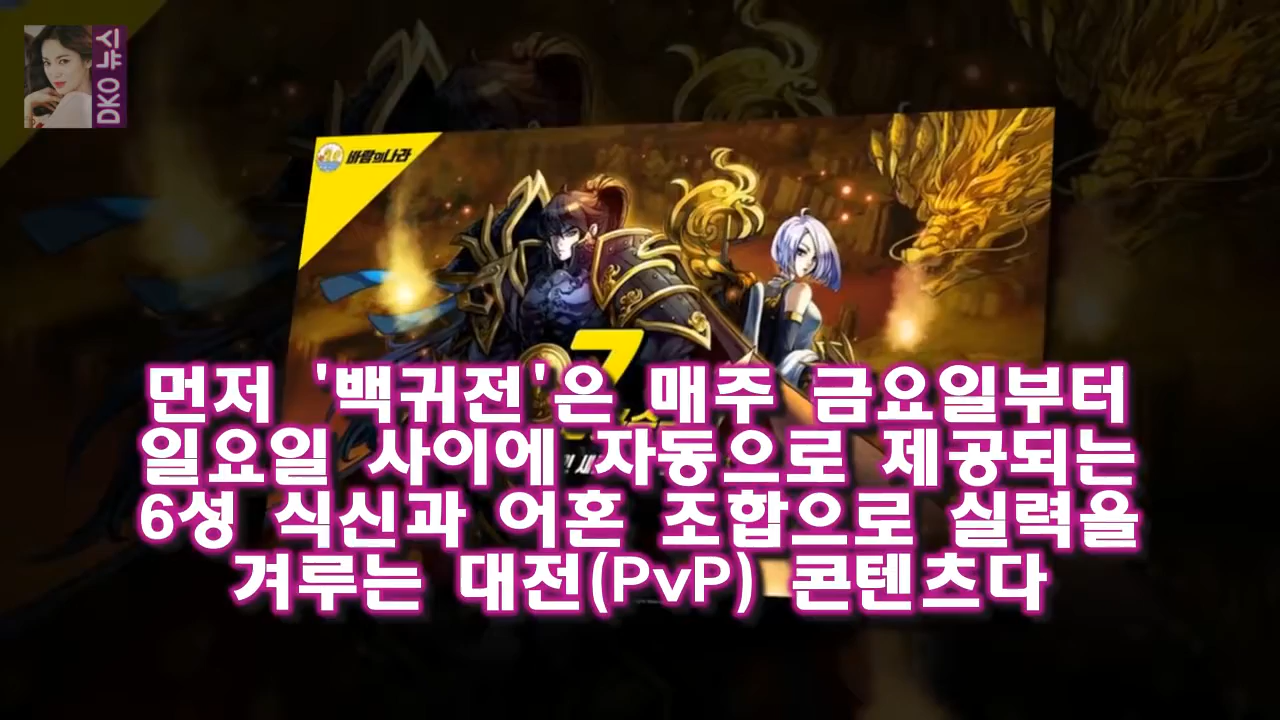 DKO 뉴스
바람의나라
7
먼저 '백귀전'은 매주 금요일부터
일요일 사이에 자동으로 제공되는
6성 식신과 어혼 조합으로 실력을
겨루는 대전(PvP) 콘텐츠다